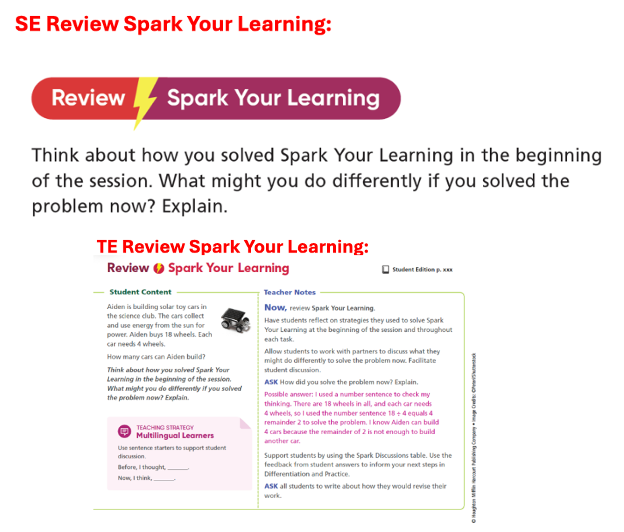 SE Review Spark Your Learning:
Review Spark Your Learning
Think about how you solved Spark Your Learning in the beginning
of the session. What might you do differently if you solved the
problem now? Explain.
TE Review Spark Your Learning:
Review Spark Your Learning
Student Edition p. xxx
Student Content
Aiden is building solar toy cars in
the science club. The cars collect
and use energy from the sun for
power. Aiden buys 18 wheels. Each
car needs 4 wheels.
How many cars can Aiden build?
Think about how you solved Spark Your
Learning in the beginning of the session.
What might you do differently if you solved
the problem now? Explain.
TEACHING STRATEGY
Multilingual Learners
Use sentence starters to support student
discussion.
Before, I thought, ______.
Now, I think, ______.
Teacher Notes
Now, review Spark Your Learning.
Have students reflect on strategies they used to solve Spark
Your Learning at the beginning of the session and throughout
each task.
Allow students to work with partners to discuss what they
might do differently to solve the problem now. Facilitate
student discussion.
ASK How did you solve the problem now? Explain.
Possible answer: I used a number sentence to check my
thinking. There are 18 wheels in all, and each car needs
4 wheels, so I used the number sentence 18 ÷ 4 equals 4
remainder 2 to solve the problem. I know Aiden can build
4 cars because the remainder of 2 is not enough to build
another car.
Support students by using the Spark Discussions table. Use the
feedback from student answers to inform your next steps in
Differentiation and Practice.
ASK all students to write about how they would revise their
work.
© Houghton Mifflin Harcourt Publishing Company • Image Credits: